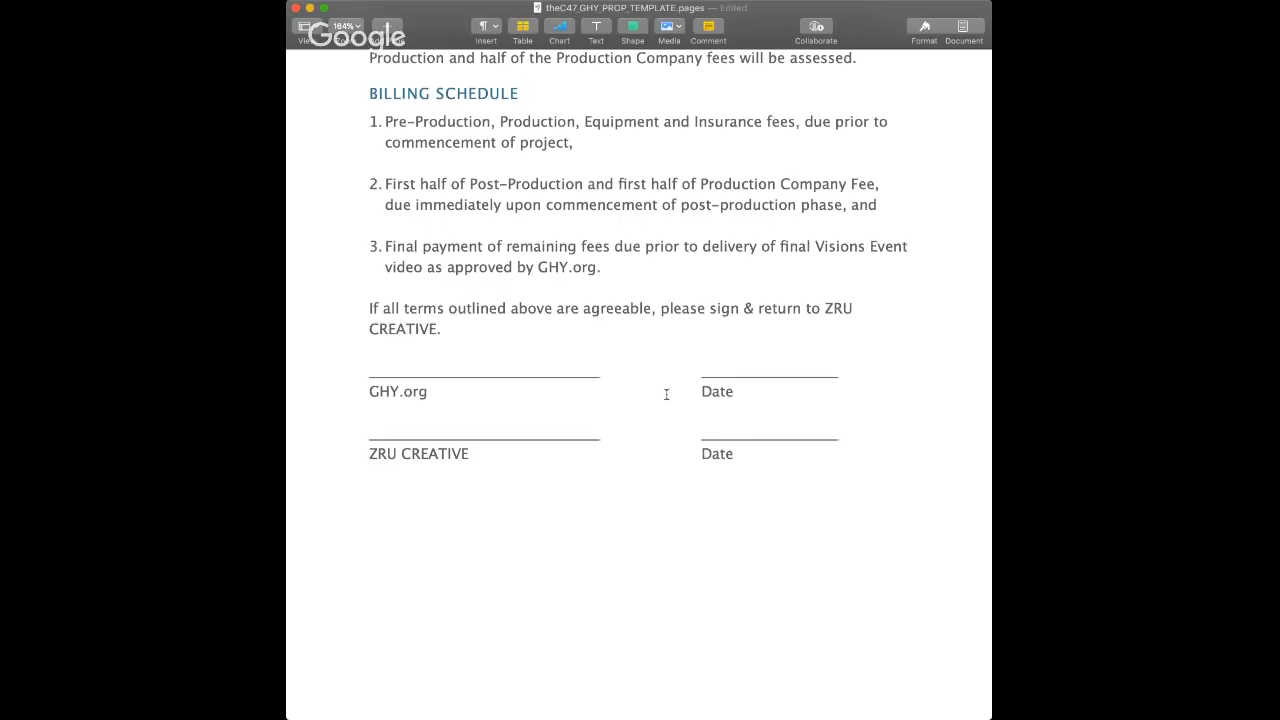 theC47_GHY_PROP_TEMPLATE.pages — Edited
164%
Google
View
Insert
Table
Chart
Text
Shape
Media
Comment
Collaborate
Format
Document
Production and half of the Production Company fees will be assessed.
BILLING SCHEDULE
1. Pre-Production, Production, Equipment and Insurance fees, due prior to
commencement of project,
2. First half of Post-Production and first half of Production Company Fee,
due immediately upon commencement of post-production phase, and
3. Final payment of remaining fees due prior to delivery of final Visions Event
video as approved by GHY.org.
If all terms outlined above are agreeable, please sign & return to ZRU
CREATIVE.
GHY.org
Date
ZRU CREATIVE
Date